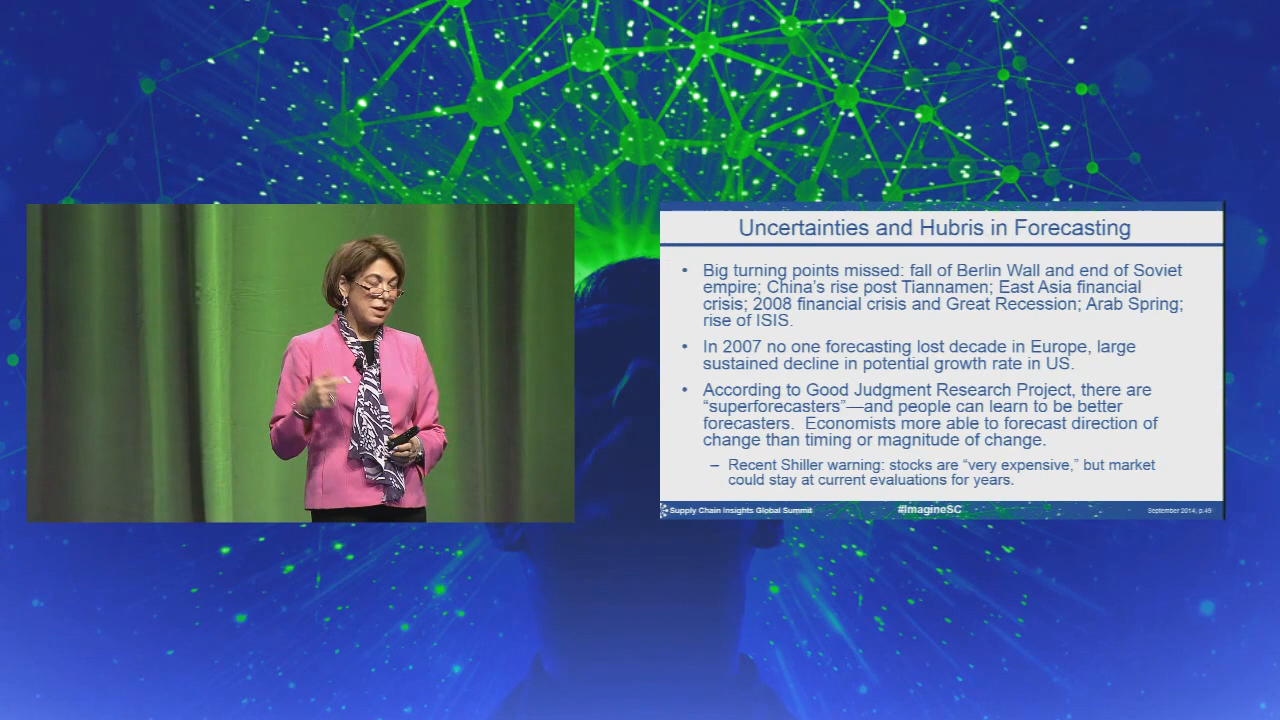 Uncertainties and Hubris in Forecasting
• Big turning points missed: fall of Berlin Wall and end of Soviet
empire; China's rise post Tiannamen; East Asia financial
crisis; 2008 financial crisis and Great Recession; Arab Spring;
rise of ISIS.
• In 2007 no one forecasting lost decade in Europe, large
sustained decline in potential growth rate in US.
• According to Good Judgment Research Project, there are
“superforecasters”—and people can learn to be better
forecasters. Economists more able to forecast direction of
change than timing or magnitude of change.
– Recent Shiller warning: stocks are “very expensive,” but market
could stay at current evaluations for years.
Supply Chain Insights Global Summit #ImagineSC September 2014, p.49